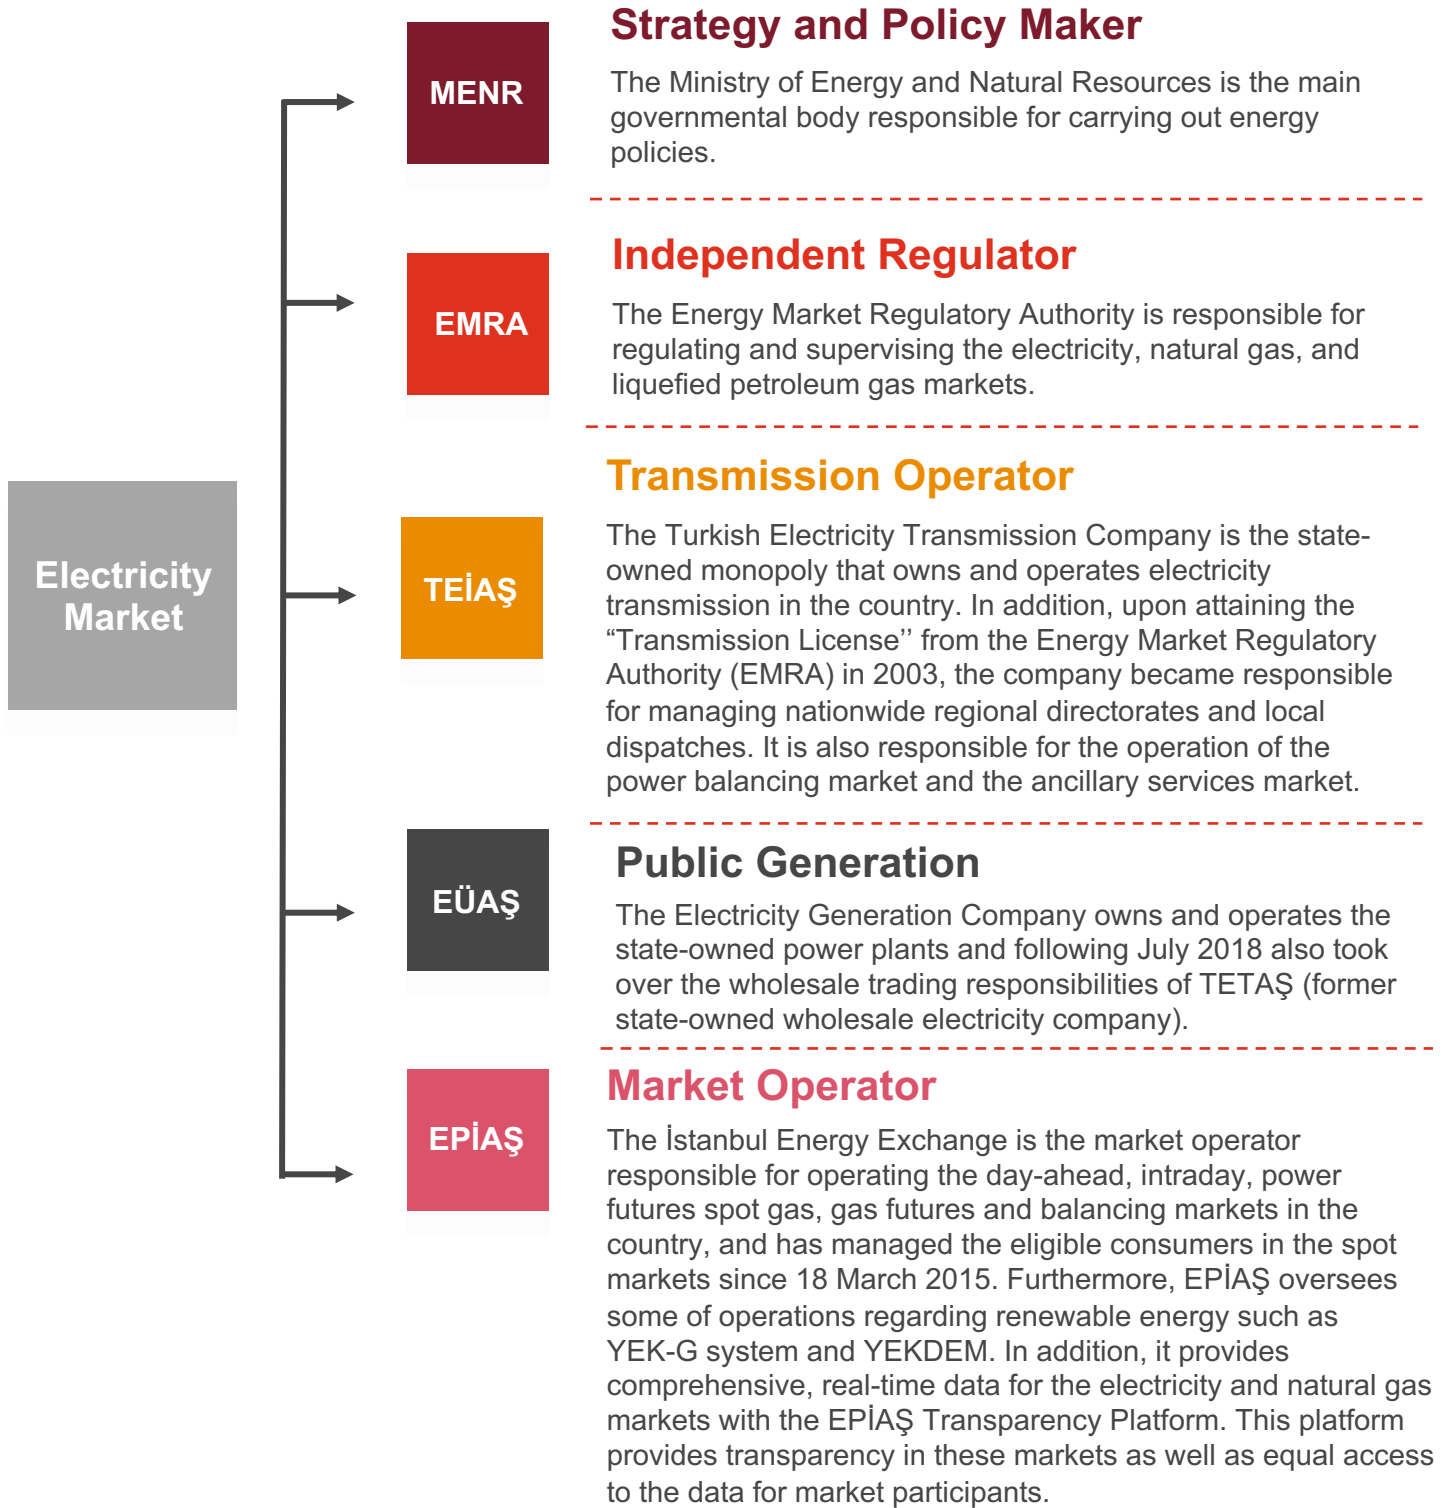 Electricity
Market
MENR
Strategy and Policy Maker
The Ministry of Energy and Natural Resources is the main
governmental body responsible for carrying out energy
policies.
EMRA
Independent Regulator
The Energy Market Regulatory Authority is responsible for
regulating and supervising the electricity, natural gas, and
liquefied petroleum gas markets.
TEİAŞ
Transmission Operator
The Turkish Electricity Transmission Company is the state-
owned monopoly that owns and operates electricity
transmission in the country. In addition, upon attaining the
“Transmission License’’ from the Energy Market Regulatory
Authority (EMRA) in 2003, the company became responsible
for managing nationwide regional directorates and local
dispatches. It is also responsible for the operation of the
power balancing market and the ancillary services market.
EÜAŞ
Public Generation
The Electricity Generation Company owns and operates the
state-owned power plants and following July 2018 also took
over the wholesale trading responsibilities of TETAŞ (former
state-owned wholesale electricity company).
EPİAŞ
Market Operator
The İstanbul Energy Exchange is the market operator
responsible for operating the day-ahead, intraday, power
futures spot gas, gas futures and balancing markets in the
country, and has managed the eligible consumers in the spot
markets since 18 March 2015. Furthermore, EPİAŞ oversees
some of operations regarding renewable energy such as
YEK-G system and YEKDEM. In addition, it provides
comprehensive, real-time data for the electricity and natural gas
markets with the EPİAŞ Transparency Platform. This platform
provides transparency in these markets as well as equal access
to the data for market participants.